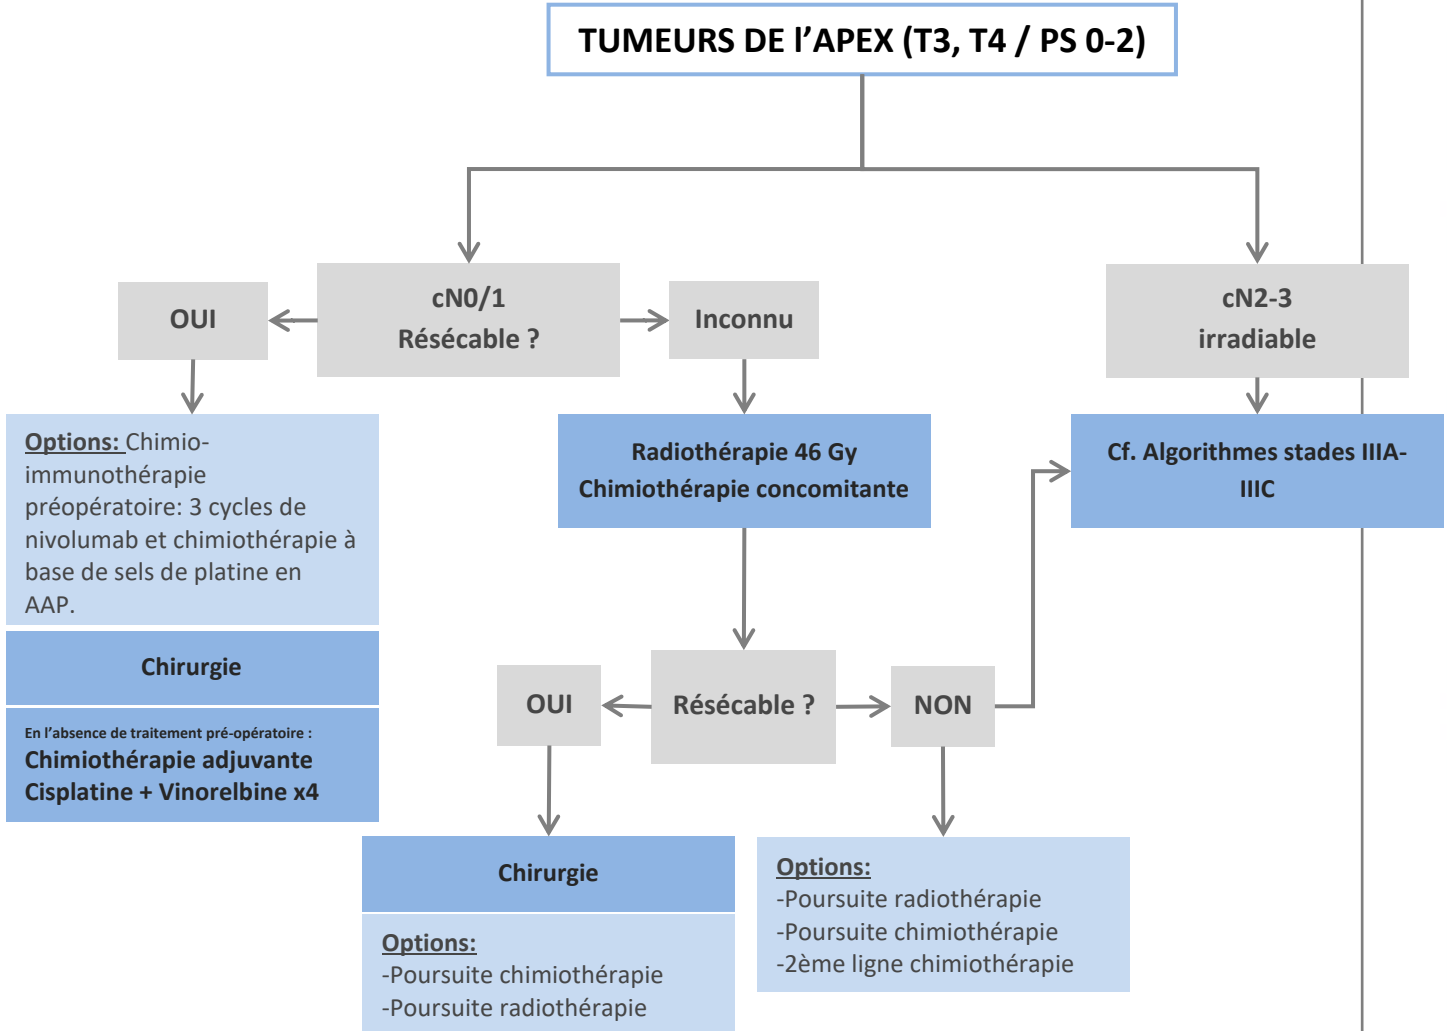 TUMEURS DE l’APEX (T3, T4 / PS 0-2)
cN0/1
Résécable ?
OUI
Inconnu
cN2-3
irradiable
Options: Chimio-
immunothérapie
préopératoire: 3 cycles de
nivolumab et chimiothérapie à
base de sels de platine en
AAP.
Chirurgie
En l’absence de traitement pré-opératoire :
Chimiothérapie adjuvante
Cisplatine + Vinorelbine x4
Radiothérapie 46 Gy
Chimiothérapie concomitante
Cf. Algorithmes stades IIIA-
IIIC
OUI
Résécable ?
NON
Chirurgie
Options:
-Poursuite chimiothérapie
-Poursuite radiothérapie
Options:
-Poursuite radiothérapie
-Poursuite chimiothérapie
-2ème ligne chimiothérapie